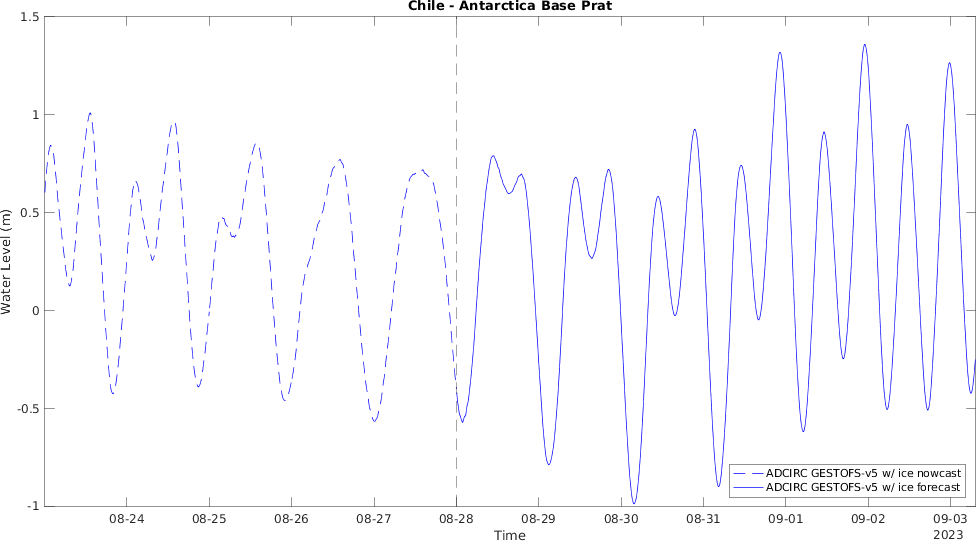 Chile - Antarctica Base Prat
1.5
1
0.5
0
-0.5
-1
Water Level (m)
08-24 08-25 08-26 08-27 08-28 08-29 08-30 08-31 09-01 09-02 09-03
2023
Time
ADCIRC GESTOFS-v5 w/ ice nowcast
ADCIRC GESTOFS-v5 w/ ice forecast